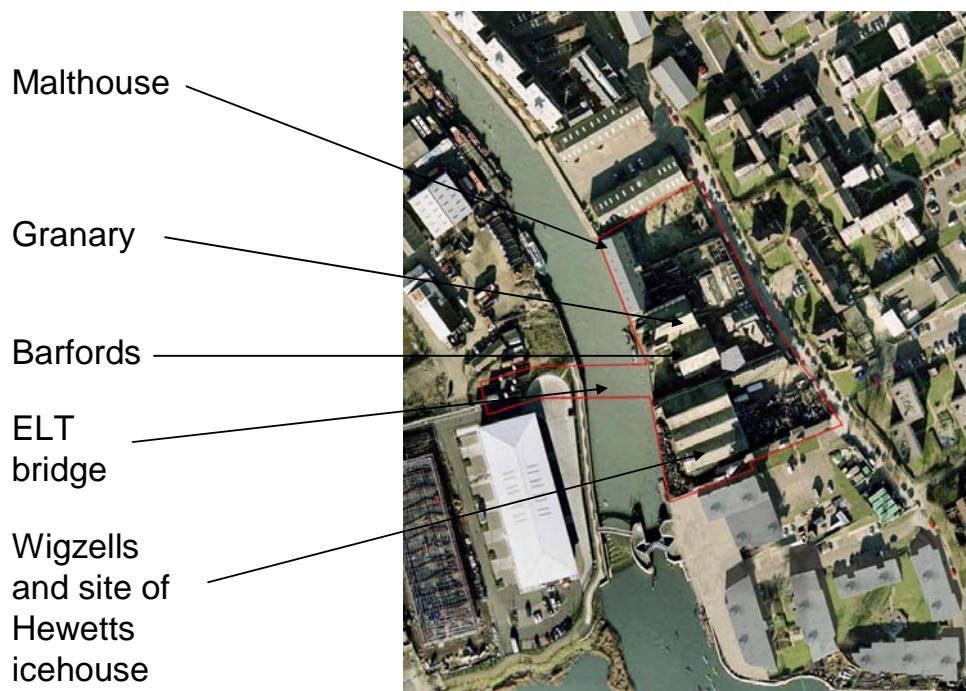 Malthouse
Granary
Barfords
ELT
bridge
Wigzells
and site of
Hewetts
icehouse